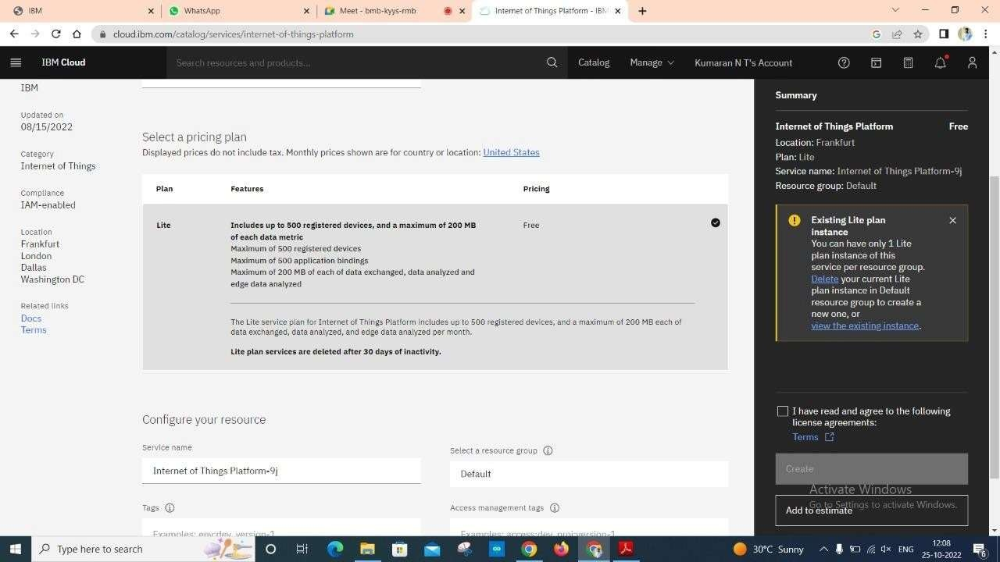 IBM
WhatsApp
Meet - bmb-kyys-rmb
Internet of Things Platform - IBM
cloud.ibm.com/catalog/services/internet-of-things-platform
IBM Cloud
Search resources and products...
Catalog
Manage
Kumaran N T's Account
IBM
Updated on
08/15/2022
Category
Internet of Things
Compliance
IAM-enabled
Location
Frankfurt
London
Dallas
Washington DC
Related links
Docs
Terms
Select a pricing plan
Displayed prices do not include tax. Monthly prices shown are for country or location: United States
Plan
Features
Pricing
Lite
Includes up to 500 registered devices, and a maximum of 200 MB
of each data metric
Maximum of 500 registered devices
Maximum of 500 application bindings
Maximum of 200 MB of each of data exchanged, data analyzed and
edge data analyzed
Free
The Lite service plan for Internet of Things Platform includes up to 500 registered devices, and a maximum of 200 MB each of
data exchanged, data analyzed, and edge data analyzed per month.
Lite plan services are deleted after 30 days of inactivity.
Configure your resource
Service name
Internet of Things Platform-9j
Select a resource group
Default
Tags
Examples: env:dev, version-1
Access management tags
Examples: access:dev, proj:version-1
Summary
Internet of Things Platform
Free
Location: Frankfurt
Plan: Lite
Service name: Internet of Things Platform-9j
Resource group: Default
Existing Lite plan
instance
You can have only 1 Lite
plan instance of this
service per resource group.
Delete your current Lite
plan instance in Default
resource group to create a
new one, or
view the existing instance.
I have read and agree to the following
license agreements:
Terms
Create
Activate Windows
Go to Settings to activate Windows.
Add to estimate
Type here to search
30°C Sunny
ENG
12:08
25-10-2022
6